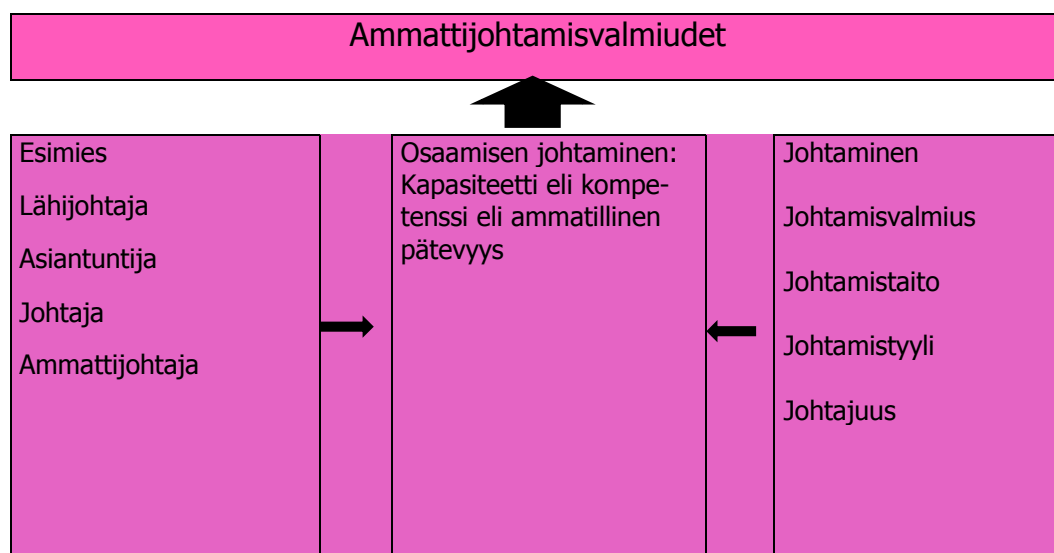 Ammattijohtamisvalmiudet
Esimies
Lähijohtaja
Asiantuntija
Johtaja
Ammattijohtaja
Osaamisen johtaminen:
Kapasiteetti eli kompe-
tenssi eli ammatillinen
pätevyys
Johtaminen
Johtamisvalmius
Johtamistaito
Johtamistyyli
Johtajuus